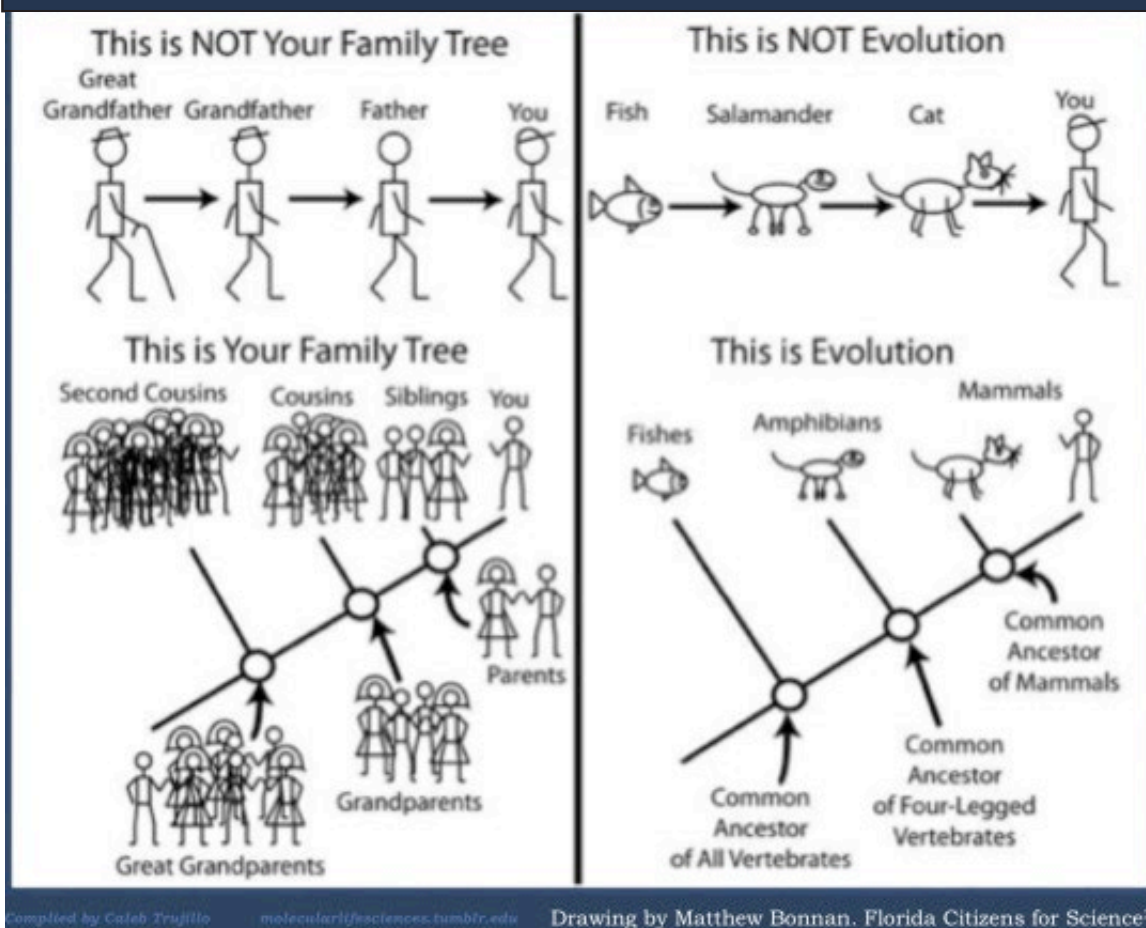 This is NOT Your Family Tree
Great
Grandfather Grandfather Father You
This is Your Family Tree
Second Cousins Cousins Siblings You
Parents
Grandparents
Great Grandparents
This is NOT Evolution
Fish Salamander Cat You
This is Evolution
Mammals
Amphibians
Fishes
Common
Ancestor
of Mammals
Common
Ancestor
of Four-Legged
Vertebrates
Common
Ancestor
of All Vertebrates
Complied by Caleb Trujillo molecularlifesciences.tumblr.edu Drawing by Matthew Bonnan. Florida Citizens for Science